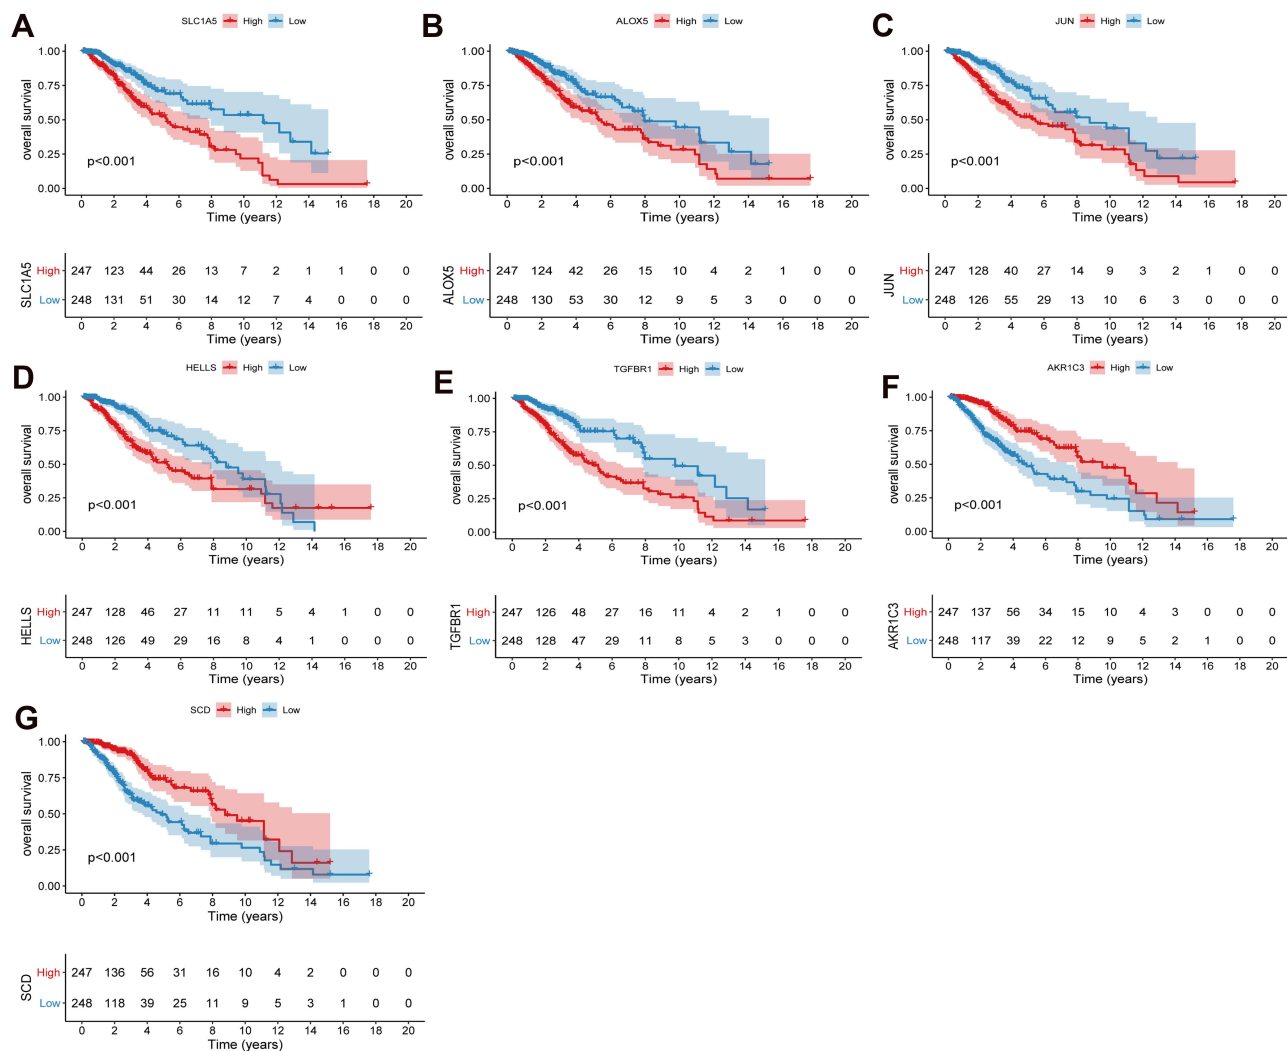 A
SLC1A5 High Low
overall survival
1.00
0.75
0.50
0.25
0.00
p<0.001
0 2 4 6 8 10 12 14 16 18 20
Time (years)
SLC1A5
High 247 123 44 26 13 7 2 1 1 0 0
Low 248 131 51 30 14 12 7 4 0 0 0
0 2 4 6 8 10 12 14 16 18 20
Time (years)
B
ALOX5 High Low
overall survival
1.00
0.75
0.50
0.25
0.00
p<0.001
0 2 4 6 8 10 12 14 16 18 20
Time (years)
ALOX5
High 247 124 42 26 15 10 4 2 1 0 0
Low 248 130 53 30 12 9 5 3 0 0 0
0 2 4 6 8 10 12 14 16 18 20
Time (years)
C
JUN High Low
overall survival
1.00
0.75
0.50
0.25
0.00
p<0.001
0 2 4 6 8 10 12 14 16 18 20
Time (years)
JUN
High 247 128 40 27 14 9 3 2 1 0 0
Low 248 126 55 29 13 10 6 3 0 0 0
0 2 4 6 8 10 12 14 16 18 20
Time (years)
D
HELLS High Low
overall survival
1.00
0.75
0.50
0.25
0.00
p<0.001
0 2 4 6 8 10 12 14 16 18 20
Time (years)
HELLS
High 247 128 46 27 11 11 5 4 1 0 0
Low 248 126 49 29 16 8 4 1 0 0 0
0 2 4 6 8 10 12 14 16 18 20
Time (years)
E
TGFBR1 High Low
overall survival
1.00
0.75
0.50
0.25
0.00
p<0.001
0 2 4 6 8 10 12 14 16 18 20
Time (years)
TGFBR1
High 247 126 48 27 16 11 4 2 1 0 0
Low 248 128 47 29 11 8 5 3 0 0 0
0 2 4 6 8 10 12 14 16 18 20
Time (years)
F
AKR1C3 High Low
overall survival
1.00
0.75
0.50
0.25
0.00
p<0.001
0 2 4 6 8 10 12 14 16 18 20
Time (years)
AKR1C3
High 247 137 56 34 15 10 4 3 0 0 0
Low 248 117 39 22 12 9 5 2 1 0 0
0 2 4 6 8 10 12 14 16 18 20
Time (years)
G
SCD High Low
overall survival
1.00
0.75
0.50
0.25
0.00
p<0.001
0 2 4 6 8 10 12 14 16 18 20
Time (years)
SCD
High 247 136 56 31 16 10 4 2 0 0 0
Low 248 118 39 25 11 9 5 3 1 0 0
0 2 4 6 8 10 12 14 16 18 20
Time (years)